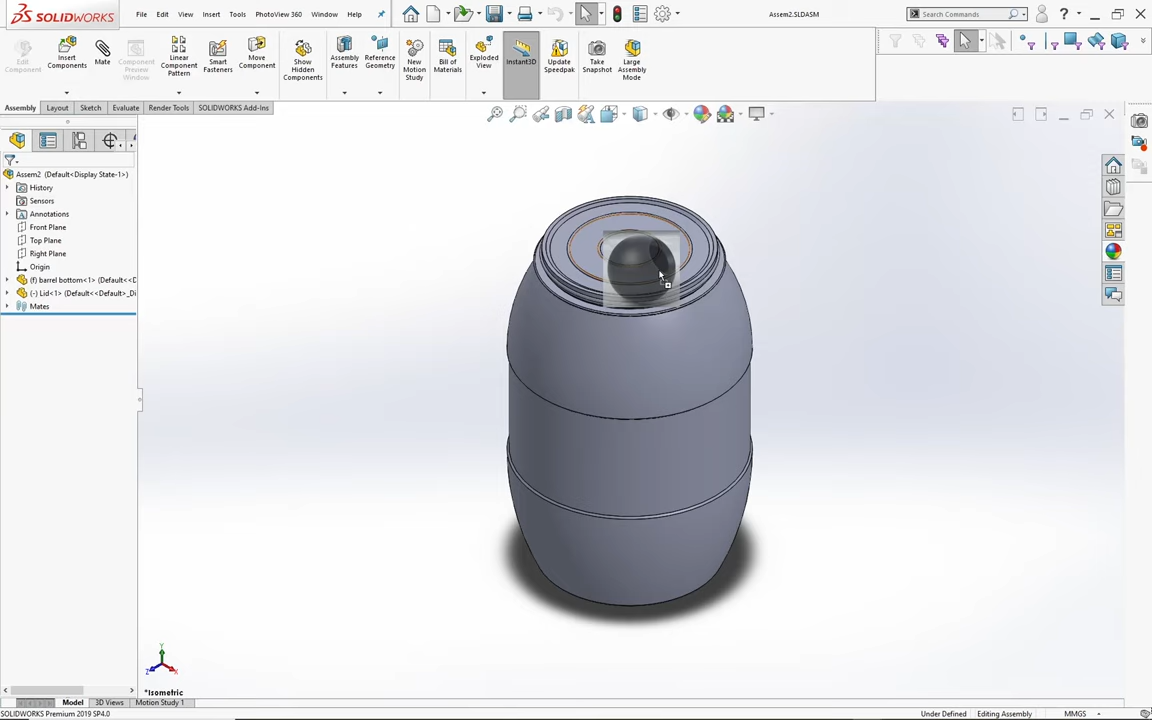 SOLIDWORKS
File
Edit
View
Insert
Tools
PhotoView 360
Window
Help
Assem2.SLDASM
Search Commands
?
Edit
Component
Insert
Components
Mate
Component
Preview
Window
Linear
Component
Pattern
Smart
Fasteners
Move
Component
Show
Hidden
Components
Assembly
Features
Reference
Geometry
New
Motion
Study
Bill of
Materials
Exploded
View
Instant3D
Update
Speedpak
Take
Snapshot
Large
Assembly
Mode
Assembly
Layout
Sketch
Evaluate
Render Tools
SOLIDWORKS Add-Ins
Assem2 (Default<Display State-1>)
History
Sensors
Annotations
Front Plane
Top Plane
Right Plane
Origin
(f) barrel bottom<1> (Default<
(-) Lid<1> (Default<<Default>_Di
Mates
Y
Z
X
*Isometric
Model
3D Views
Motion Study 1
SOLIDWORKS Premium 2019 SP4.0
Under Defined
Editing Assembly
MMGS